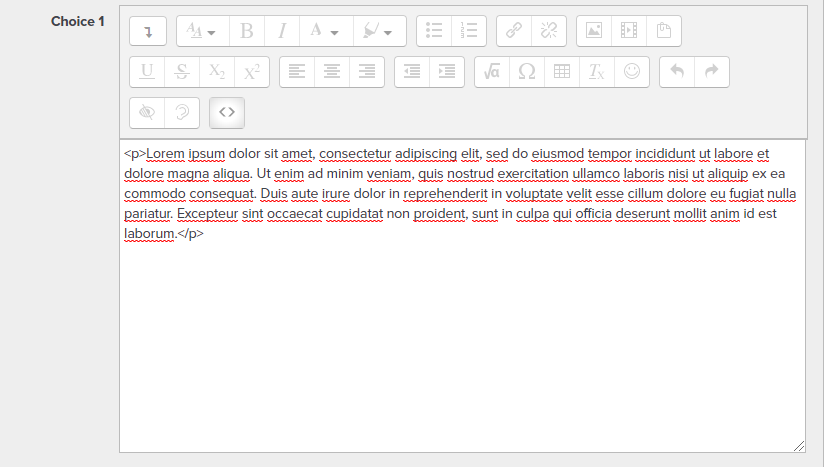 Choice 1
<p>Lorem ipsum dolor sit amet, consectetur adipiscing elit, sed do eiusmod tempor incididunt ut labore et
dolore magna aliqua. Ut enim ad minim veniam, quis nostrud exercitation ullamco laboris nisi ut aliquip ex ea
commodo consequat. Duis aute irure dolor in reprehenderit in voluptate velit esse cillum dolore eu fugiat nulla
pariatur. Excepteur sint occaecat cupidatat non proident, sunt in culpa qui officia deserunt mollit anim id est
laborum.</p>